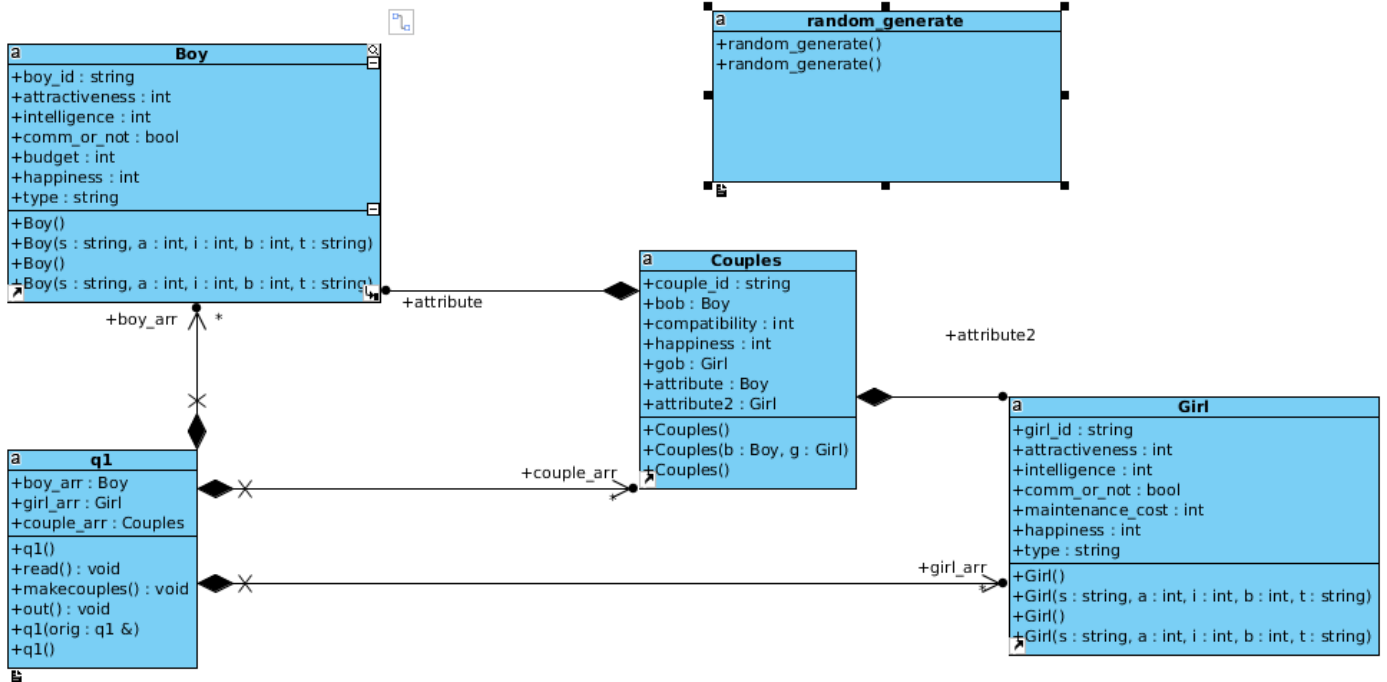 a random_generate
+random_generate()
+random_generate()
a Boy
+boy_id : string
+attractiveness : int
+intelligence : int
+comm_or_not : bool
+budget : int
+happiness : int
+type : string
+Boy()
+Boy(s : string, a : int, i : int, b : int, t : string)
+Boy()
+Boy(s : string, a : int, i : int, b : int, t : string)
+attribute
+boy_arr *
a Couples
+couple_id : string
+bob : Boy
+compatibility : int
+happiness : int
+gob : Girl
+attribute : Boy
+attribute2 : Girl
+Couples()
+Couples(b : Boy, g : Girl)
+Couples()
+attribute2
a Girl
+girl_id : string
+attractiveness : int
+intelligence : int
+comm_or_not : bool
+maintenance_cost : int
+happiness : int
+type : string
+Girl()
+Girl(s : string, a : int, i : int, b : int, t : string)
+Girl()
+Girl(s : string, a : int, i : int, b : int, t : string)
a q1
+boy_arr : Boy
+girl_arr : Girl
+couple_arr : Couples
+q1()
+read() : void
+makecouples() : void
+out() : void
+q1(orig : q1 &)
+q1()
+couple_arr
*
+girl_arr
*